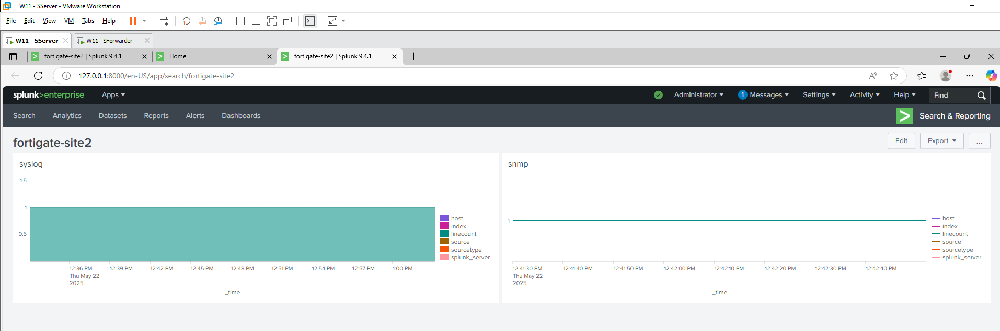 W11 - SServer - VMware Workstation
File Edit View VM Tabs Help
W11 - SServer W11 - SForwarder
fortigate-site2 | Splunk 9.4.1 Home fortigate-site2 | Splunk 9.4.1
127.0.0.1:8000/en-US/app/search/fortigate-site2
splunk>enterprise Apps Administrator 1 Messages Settings Activity Help Find
Search Analytics Datasets Reports Alerts Dashboards Search & Reporting
fortigate-site2 Edit Export ...
syslog
1.5
1
0.5
host
index
linecount
source
sourcetype
splunk_server
12:36 PM 12:39 PM 12:42 PM 12:45 PM 12:48 PM 12:51 PM 12:54 PM 12:57 PM 1:00 PM
Thu May 22
2025
_time
snmp
1
host
index
linecount
source
sourcetype
splunk_server
12:41:30 PM 12:41:40 PM 12:41:50 PM 12:42:00 PM 12:42:10 PM 12:42:20 PM 12:42:30 PM 12:42:40 PM
Thu May 22
2025
_time